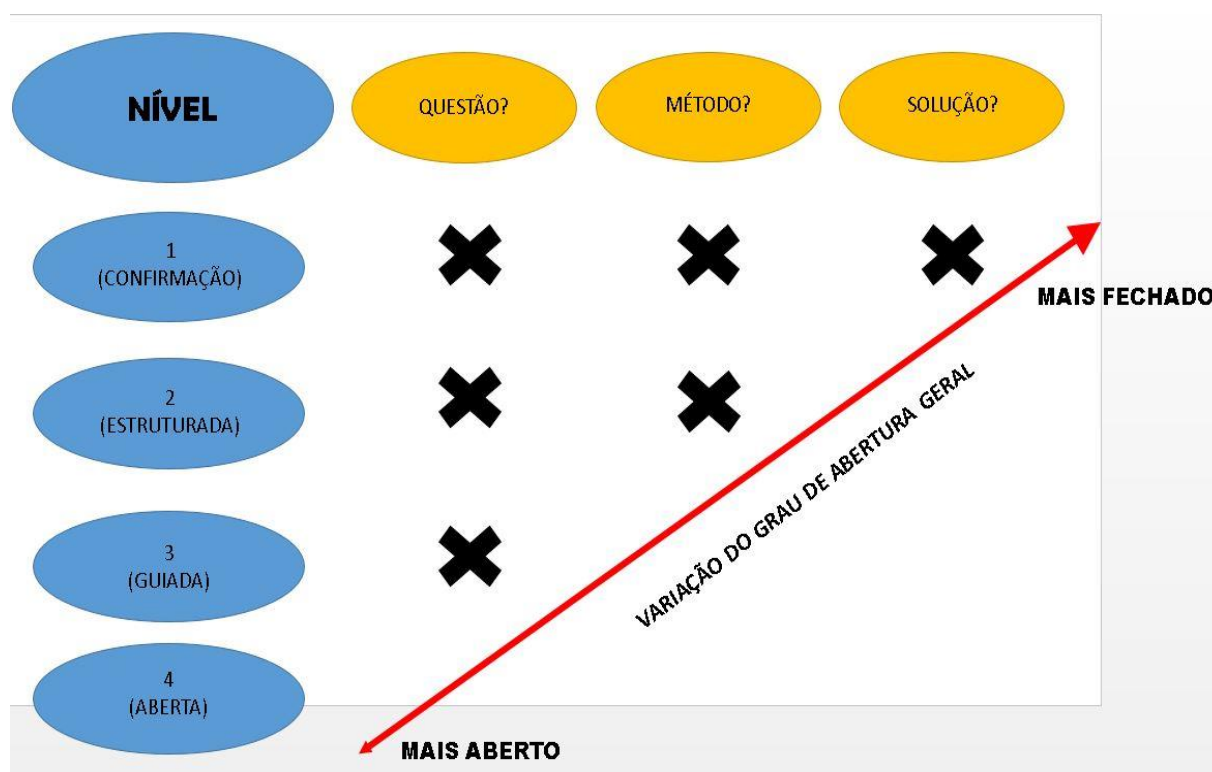 NÍVEL
QUESTÃO?
MÉTODO?
SOLUÇÃO?
1
(CONFIRMAÇÃO)
MAIS FECHADO
2
(ESTRUTURADA)
VARIAÇÃO DO GRAU DE ABERTURA GERAL
3
(GUIADA)
4
(ABERTA)
MAIS ABERTO